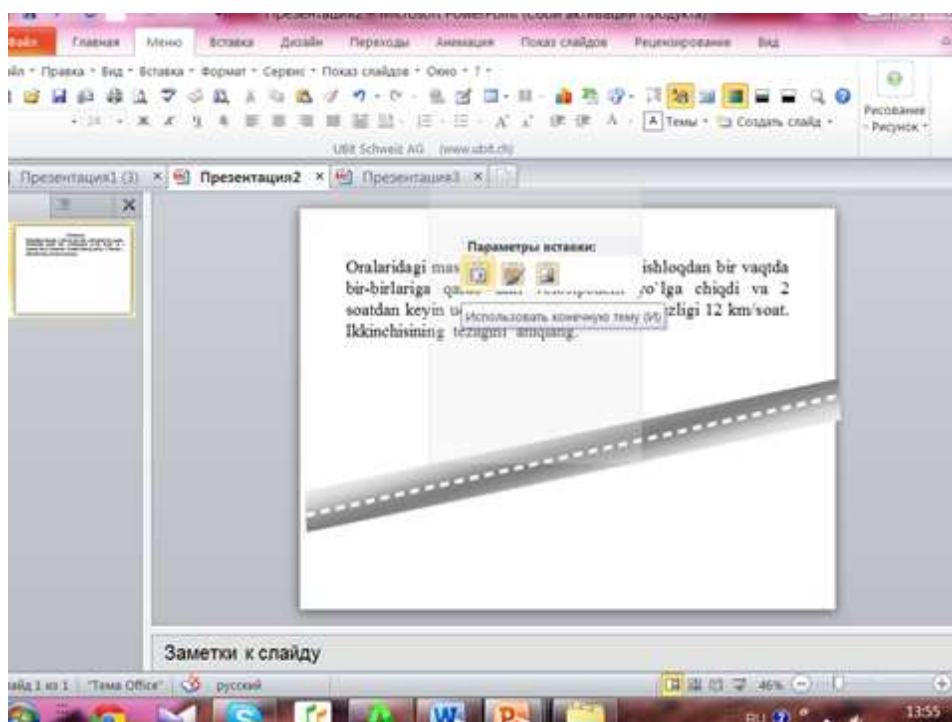 Презентация2 - Microsoft PowerPoint (Сбой активации продукта)
Файл Главная Меню Вставка Дизайн Переходы Анимация Показ слайдов Рецензирование Вид
Правка Вид Вставка Формат Сервис Показ слайдов Окно ?
Темы Создать слайд
Рисование
Рисунок
UBit Schweiz AG (www.ubit.ch)
Презентация1 (3) Презентация2 Презентация3
Параметры вставки:
Oralaridagi ishloqdan bir vaqtda
bir-birlariga yo`lga chiqdi va 2
soatdan keyin 12 km/soat.
Использовать конечную тему (И)
Ikkinchisining tezligini aniqlang.
Заметки к слайду
1 из 1 "Тема Office" русский 46%
RU 13:55